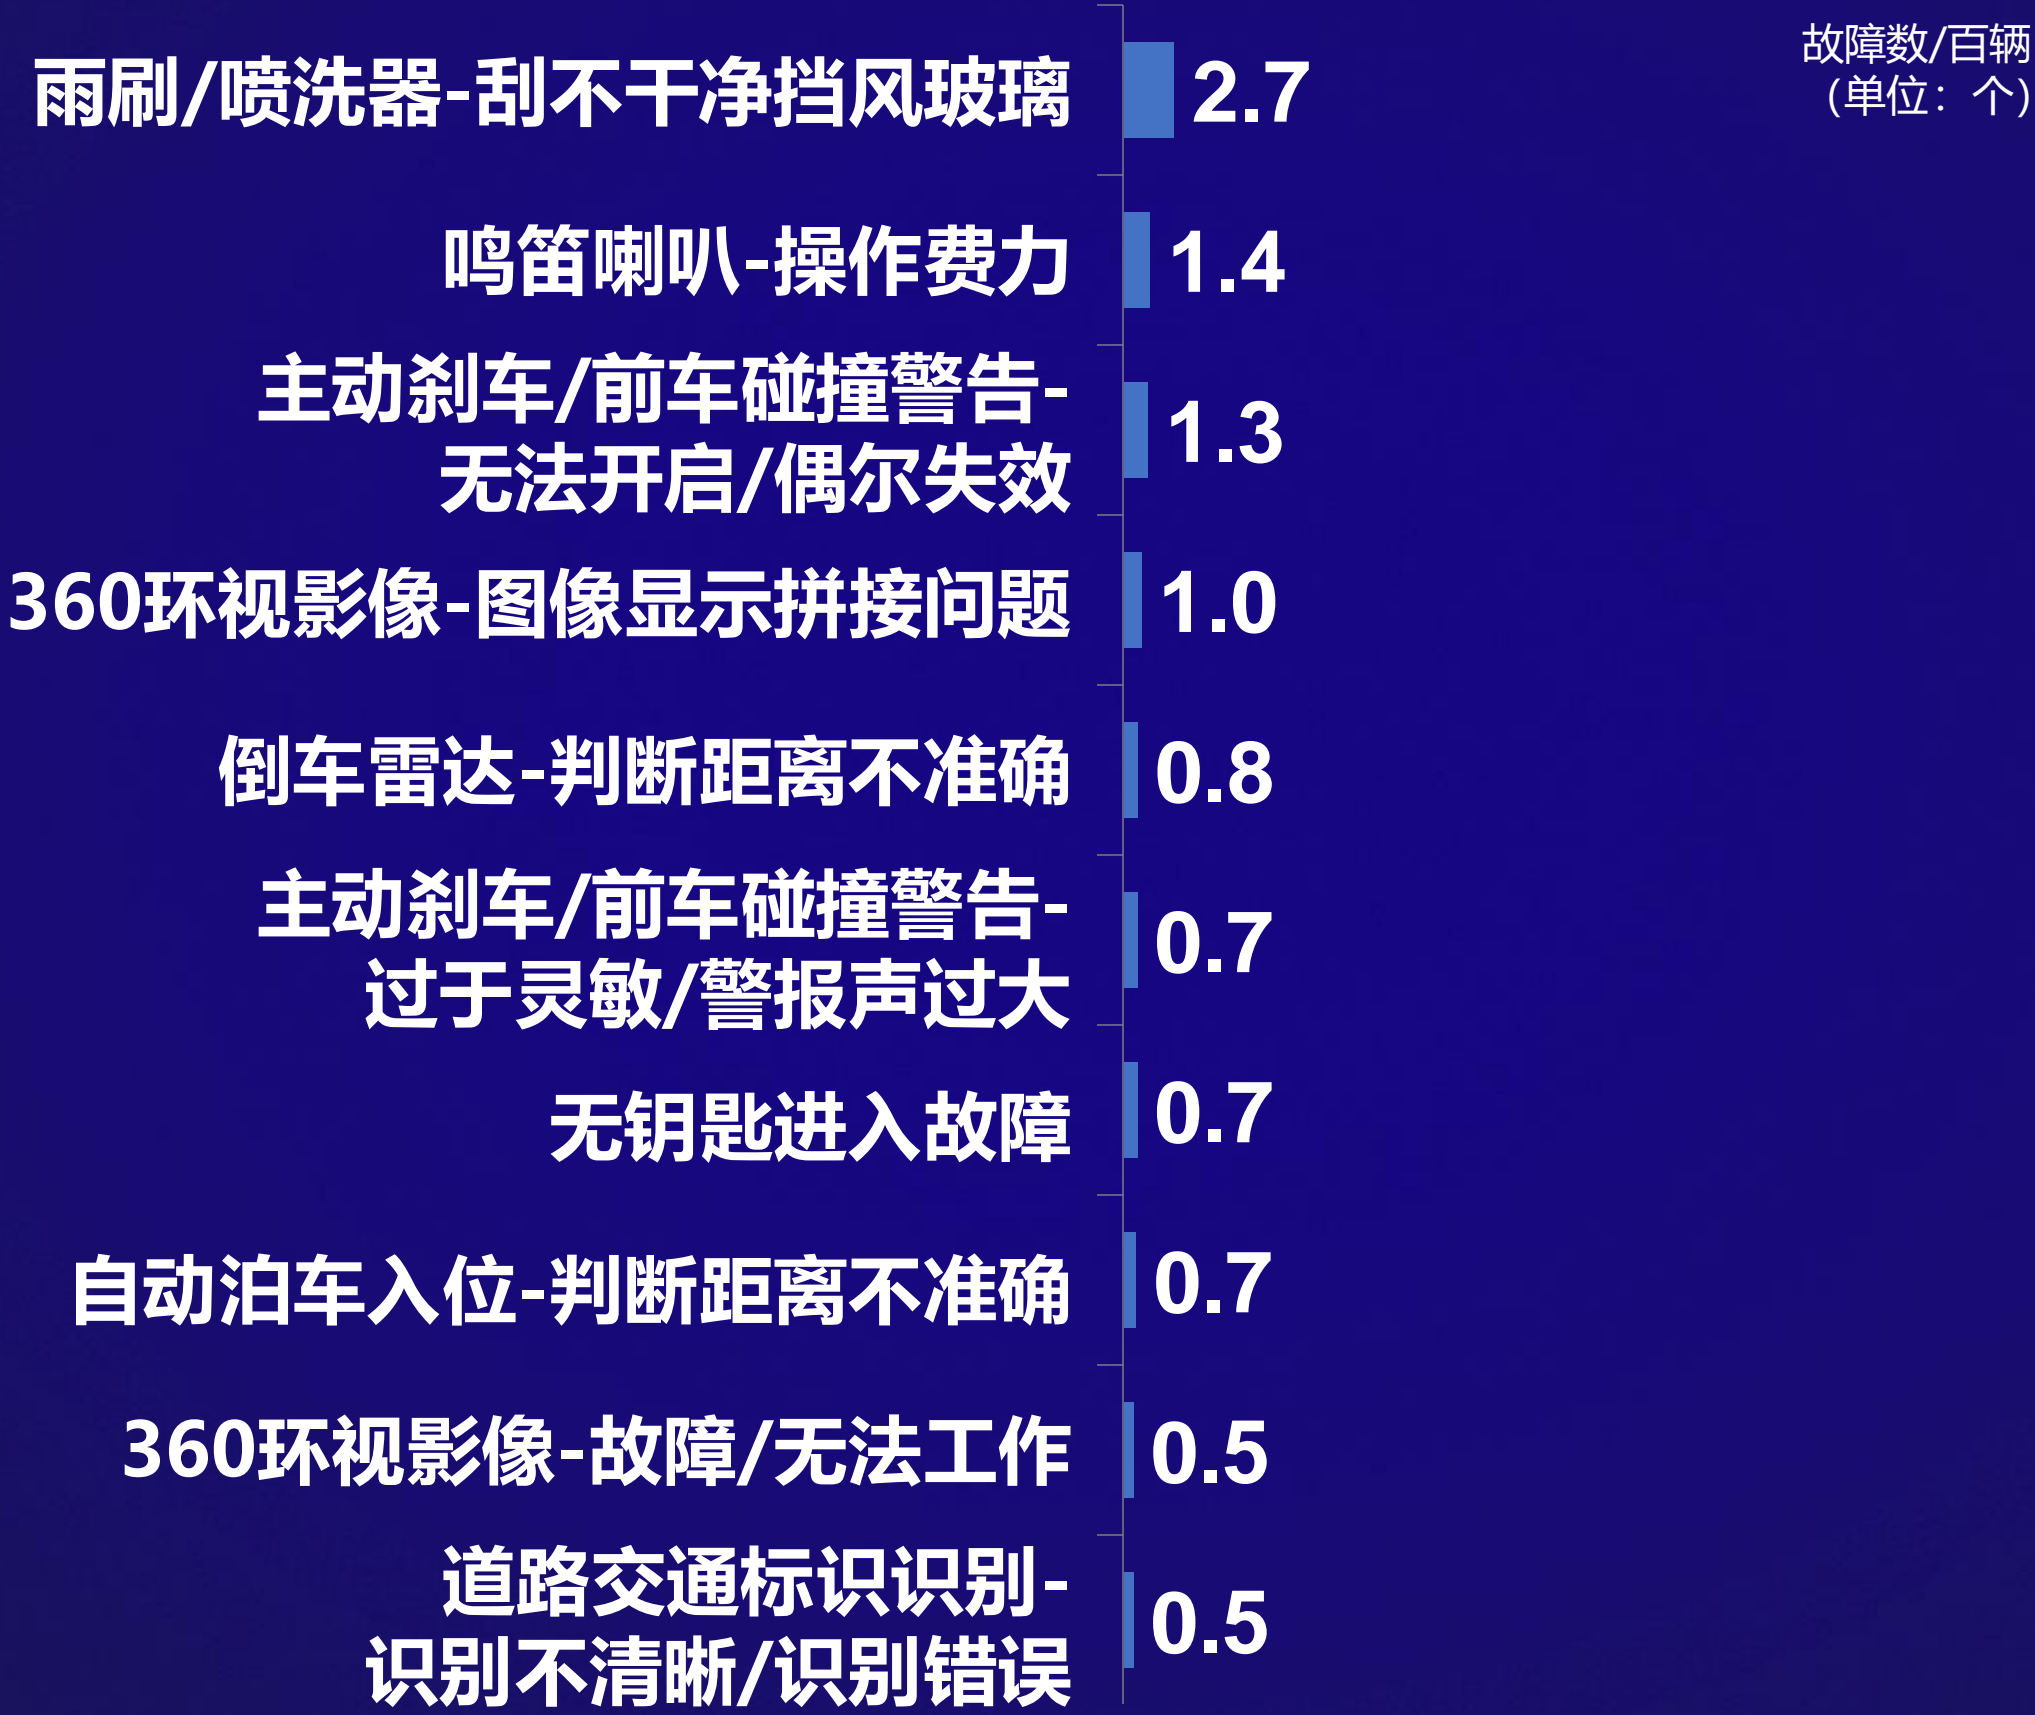 故障数/百辆
（单位：个）
雨刷/喷洗器-刮不干净挡风玻璃 2.7
鸣笛喇叭-操作费力 1.4
主动刹车/前车碰撞警告-
无法开启/偶尔失效 1.3
360环视影像-图像显示拼接问题 1.0
倒车雷达-判断距离不准确 0.8
主动刹车/前车碰撞警告-
过于灵敏/警报声过大 0.7
无钥匙进入故障 0.7
自动泊车入位-判断距离不准确 0.7
360环视影像-故障/无法工作 0.5
道路交通标识识别-
识别不清晰/识别错误 0.5